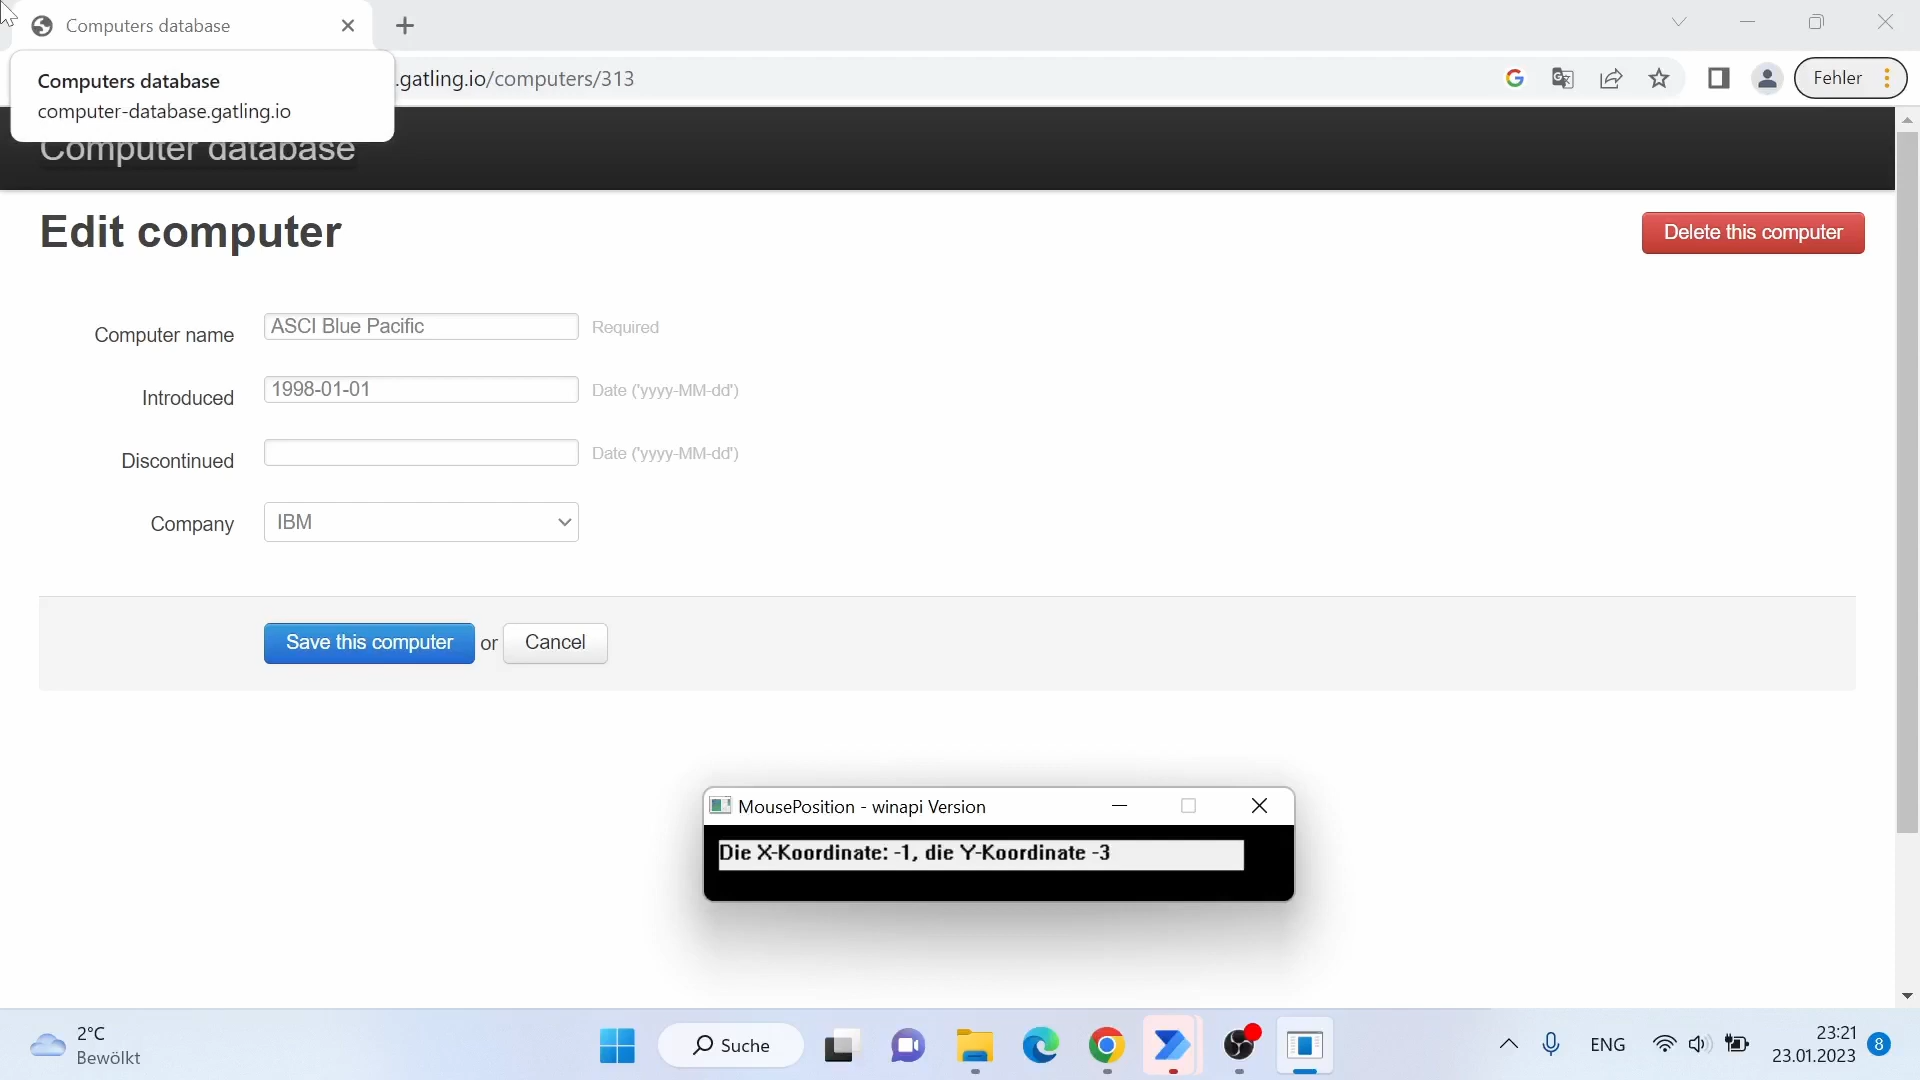 Computers database
Computers database
computer-database.gatling.io
.gatling.io/computers/313
Fehler
Computer database
Edit computer
Delete this computer
Computer name
ASCI Blue Pacific
Required
Introduced
1998-01-01
Date ('yyyy-MM-dd')
Discontinued
Date ('yyyy-MM-dd')
Company
IBM
Save this computer
or
Cancel
MousePosition - winapi Version
Die X-Koordinate: -1, die Y-Koordinate -3
2°C
Bewölkt
Suche
ENG
23:21
23.01.2023
8